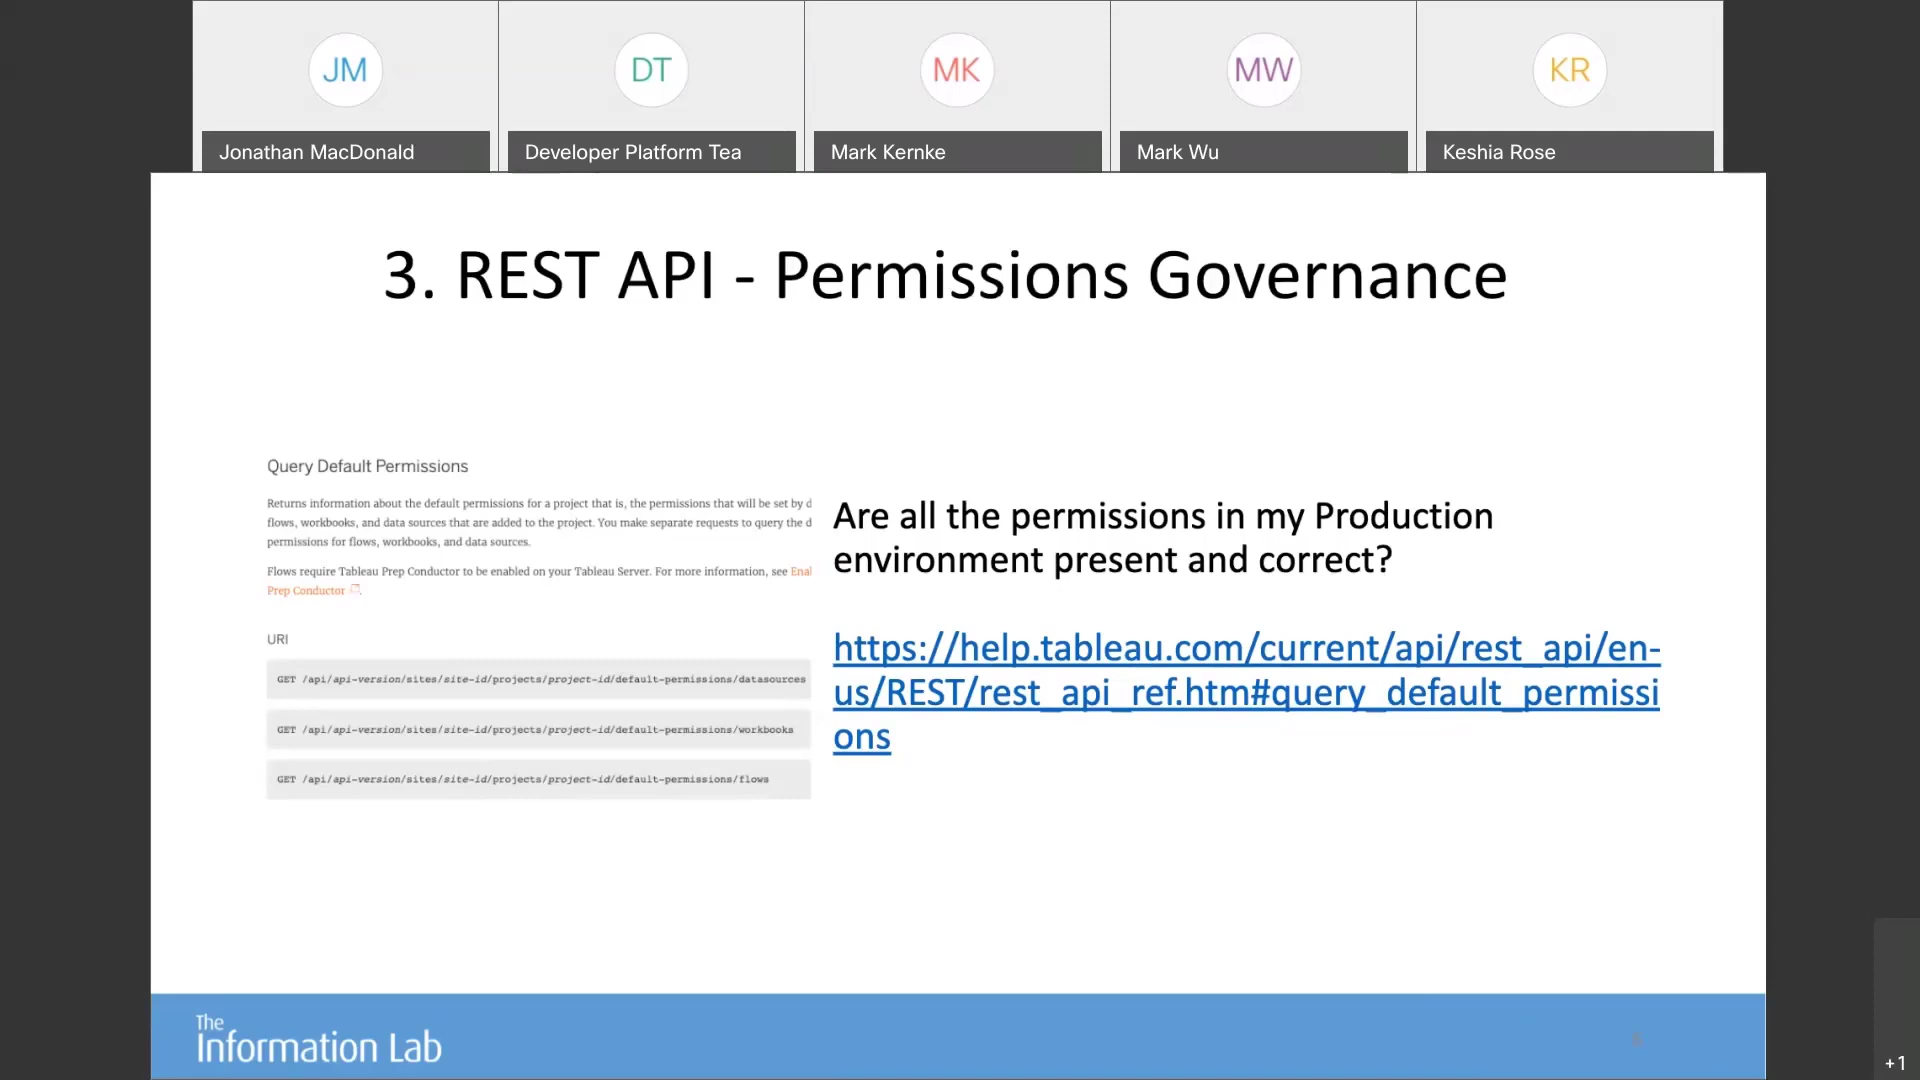 JM
DT
MK
MW
KR
Jonathan MacDonald
Developer Platform Tea
Mark Kernke
Mark Wu
Keshia Rose
3. REST API - Permissions Governance
Query Default Permissions
Returns information about the default permissions for a project that is, the permissions that will be set by d
flows, workbooks, and data sources that are added to the project. You make separate requests to query the d
permissions for flows, workbooks, and data sources.
Flows require Tableau Prep Conductor to be enabled on your Tableau Server. For more information, see Enal
Prep Conductor .
URI
GET /api/api-version/sites/site-id/projects/project-id/default-permissions/datasources
GET /api/api-version/sites/site-id/projects/project-id/default-permissions/workbooks
GET /api/api-version/sites/site-id/projects/project-id/default-permissions/flows
Are all the permissions in my Production
environment present and correct?
https://help.tableau.com/current/api/rest_api/en-
us/REST/rest_api_ref.htm#query_default_permissi
ons
The
Information Lab
+1